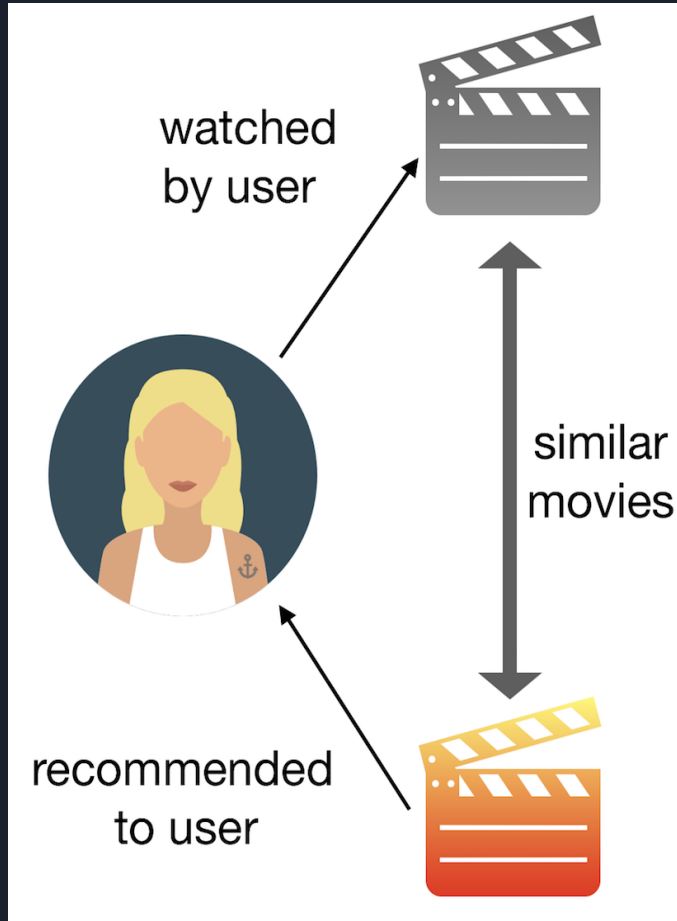 watched
by user
similar
movies
recommended
to user